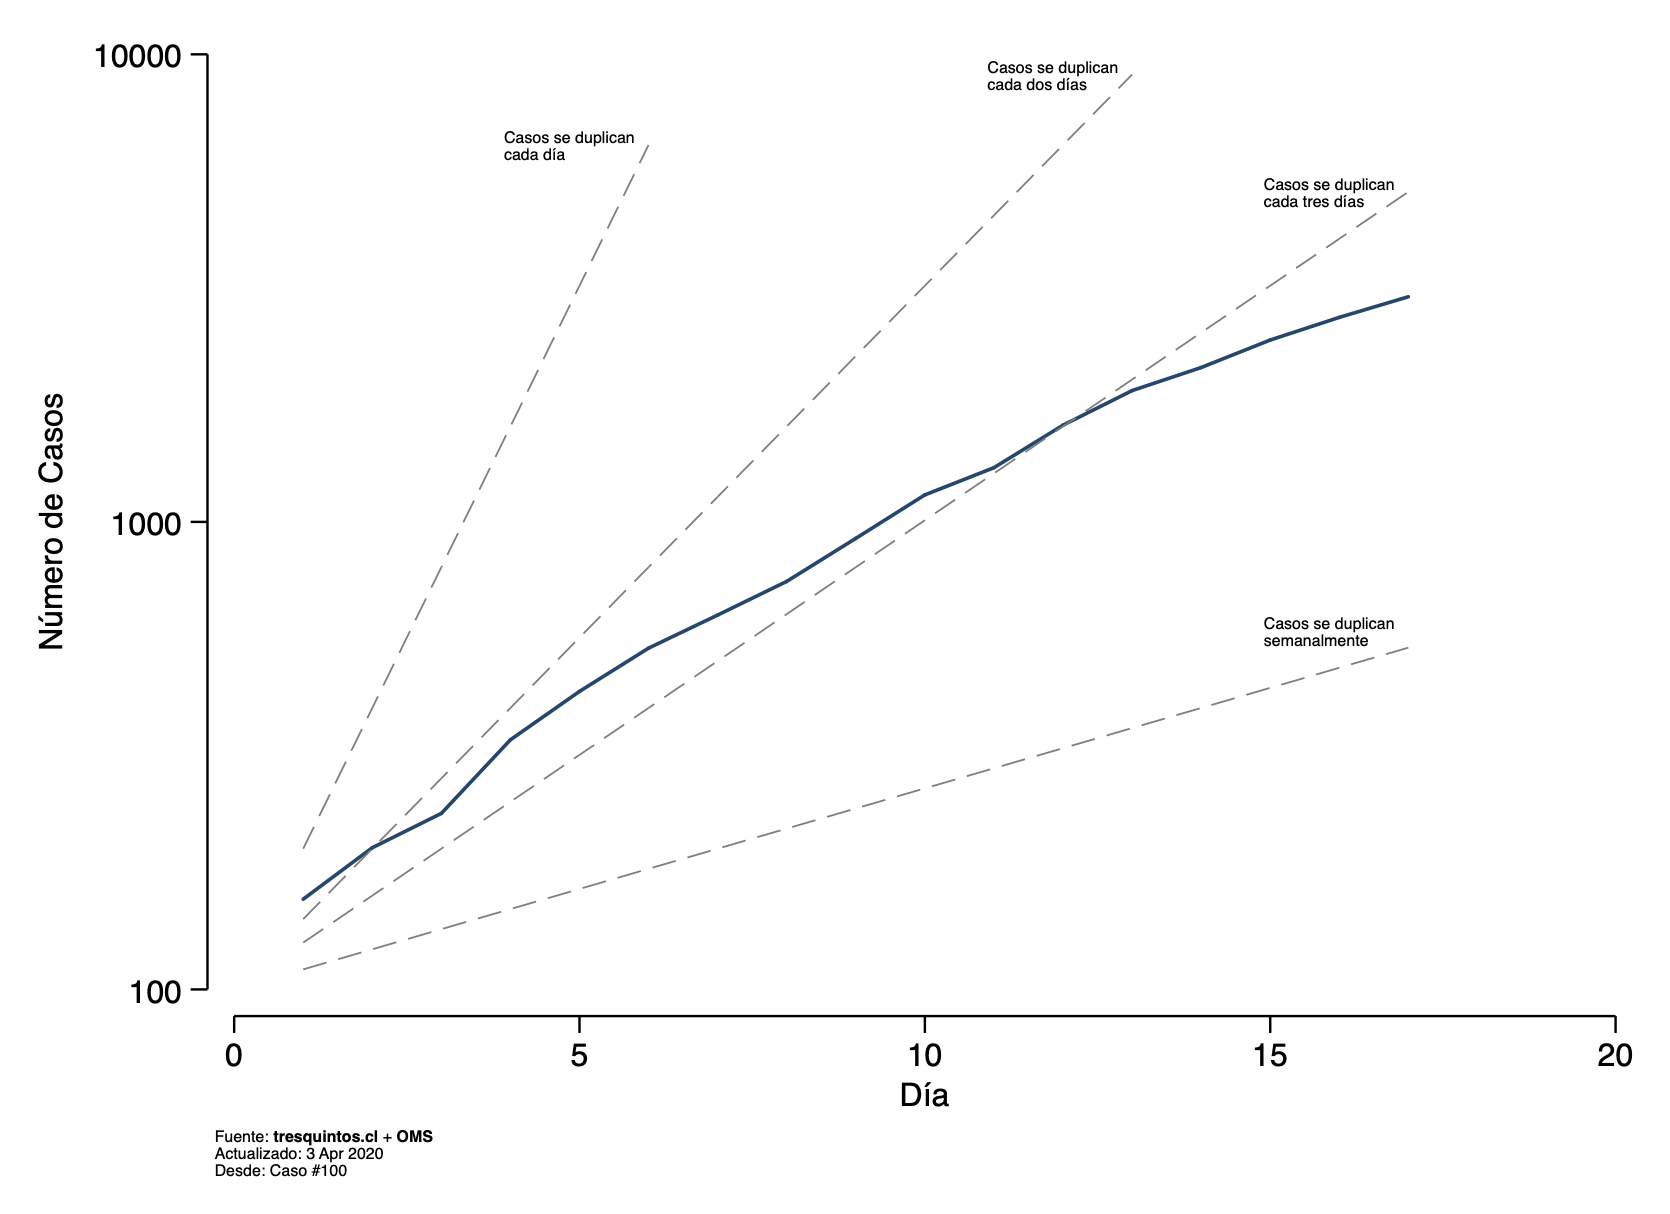 10000
Casos se duplican
cada dos días
Casos se duplican
cada día
Casos se duplican
cada tres días
Número de Casos
1000
Casos se duplican
semanalmente
100
0 5 10 15 20
Día
Fuente: tresquintos.cl + OMS
Actualizado: 3 Apr 2020
Desde: Caso #100